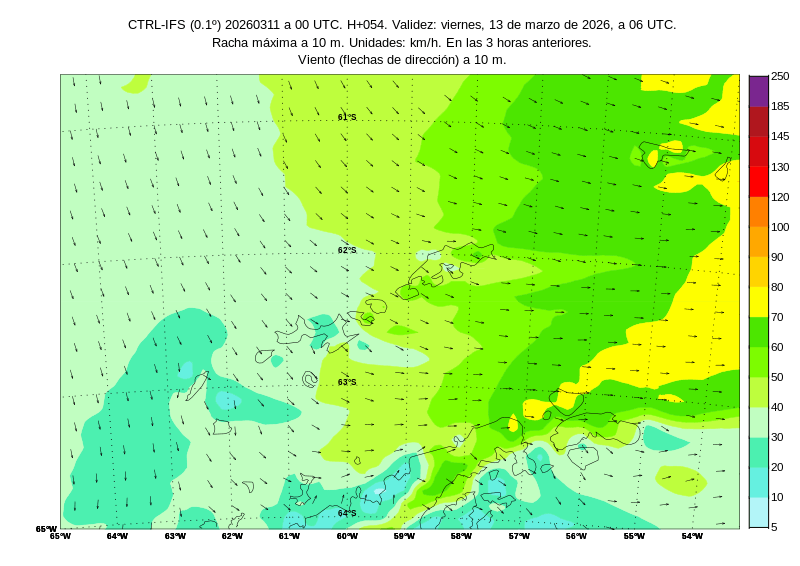 CTRL-IFS (0.1º) 20260311 a 00 UTC. H+054. Validez: viernes, 13 de marzo de 2026, a 06 UTC.
Racha máxima a 10 m. Unidades: km/h. En las 3 horas anteriores.
Viento (flechas de dirección) a 10 m.
250
185
145
130
120
100
90
80
70
60
50
40
30
20
10
5
61°S
62°S
63°S
64°S
65°W
65°W 64°W 63°W 62°W 61°W 60°W 59°W 58°W 57°W 56°W 55°W 54°W